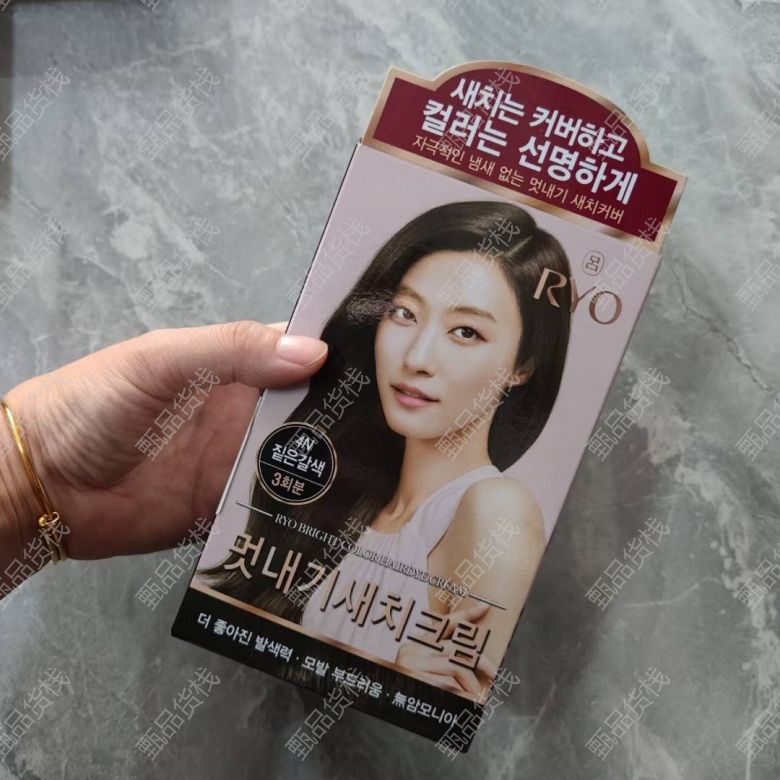 새치는 커버하고
컬러는 선명하게
자극적인 냄새 없는 멋내기 새치커버
呂
RYO
4N
짙은갈색
3회분
RYO BRIGHT COLOR HAIRDYE CREAM
멋내기새치크림
더 좋아진 발색력 · 모발 부드러움 · 無암모니아
甄品货栈